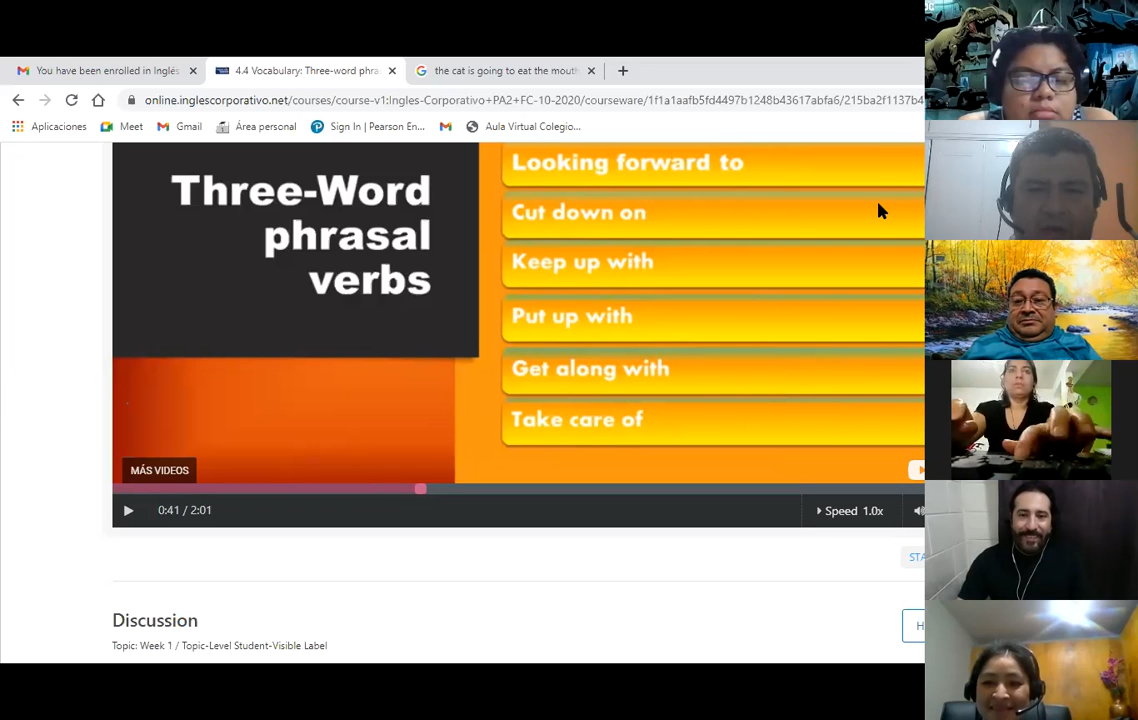 You have been enrolled in Inglés
4.4 Vocabulary: Three-word phra
the cat is going to eat the mouth
online.inglescorporativo.net/courses/course-v1:Ingles-Corporativo+PA2+FC-10-2020/courseware/1f1a1aafb5fd4497b1248b43617abfa6/215ba2f1137b4
Aplicaciones
Meet
Gmail
Área personal
Sign In | Pearson En...
Aula Virtual Colegio...
Three-Word
phrasal
verbs
Looking forward to
Cut down on
Keep up with
Put up with
Get along with
Take care of
MÁS VIDEOS
0:41 / 2:01
Speed 1.0x
STA
Discussion
H
Topic: Week 1 / Topic-Level Student-Visible Label